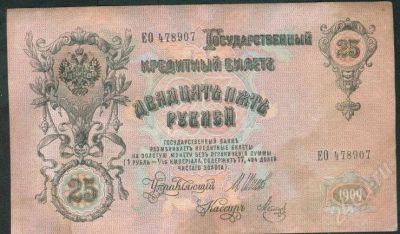 ЕО 478907
ГОСУДАРСТВЕННЫЙ
25
КРЕДИТНЫЙ БИЛЕТЪ
ДВАДЦАТЬ ПЯТЬ
РУБЛЕЙ
ГОСУДАРСТВЕННЫЙ БАНКЪ
РАЗМѢНИВАЕТЪ КРЕДИТНЫЕ БИЛЕТЫ
НА ЗОЛОТУЮ МОНЕТУ БЕЗЪ ОГРАНИЧЕНІЯ СУММЫ
1 РУБЛЬ = 1/15 ИМПЕРІАЛА, СОДЕРЖИТЪ 17,424 ДОЛЕЙ
ЧИСТАГО ЗОЛОТА
ЕО 478907
25
Управляющій
Кассиръ
1909